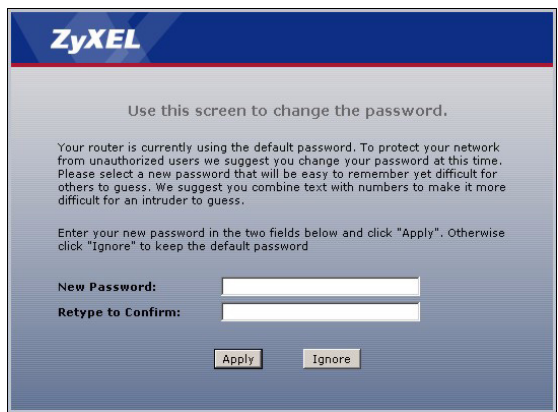 ZyXEL
Use this screen to change the password.
Your router is currently using the default password. To protect your network
from unauthorized users we suggest you change your password at this time.
Please select a new password that will be easy to remember yet difficult for
others to guess. We suggest you combine text with numbers to make it more
difficult for an intruder to guess.
Enter your new password in the two fields below and click "Apply". Otherwise
click "Ignore" to keep the default password
New Password:
Retype to Confirm:
Apply
Ignore